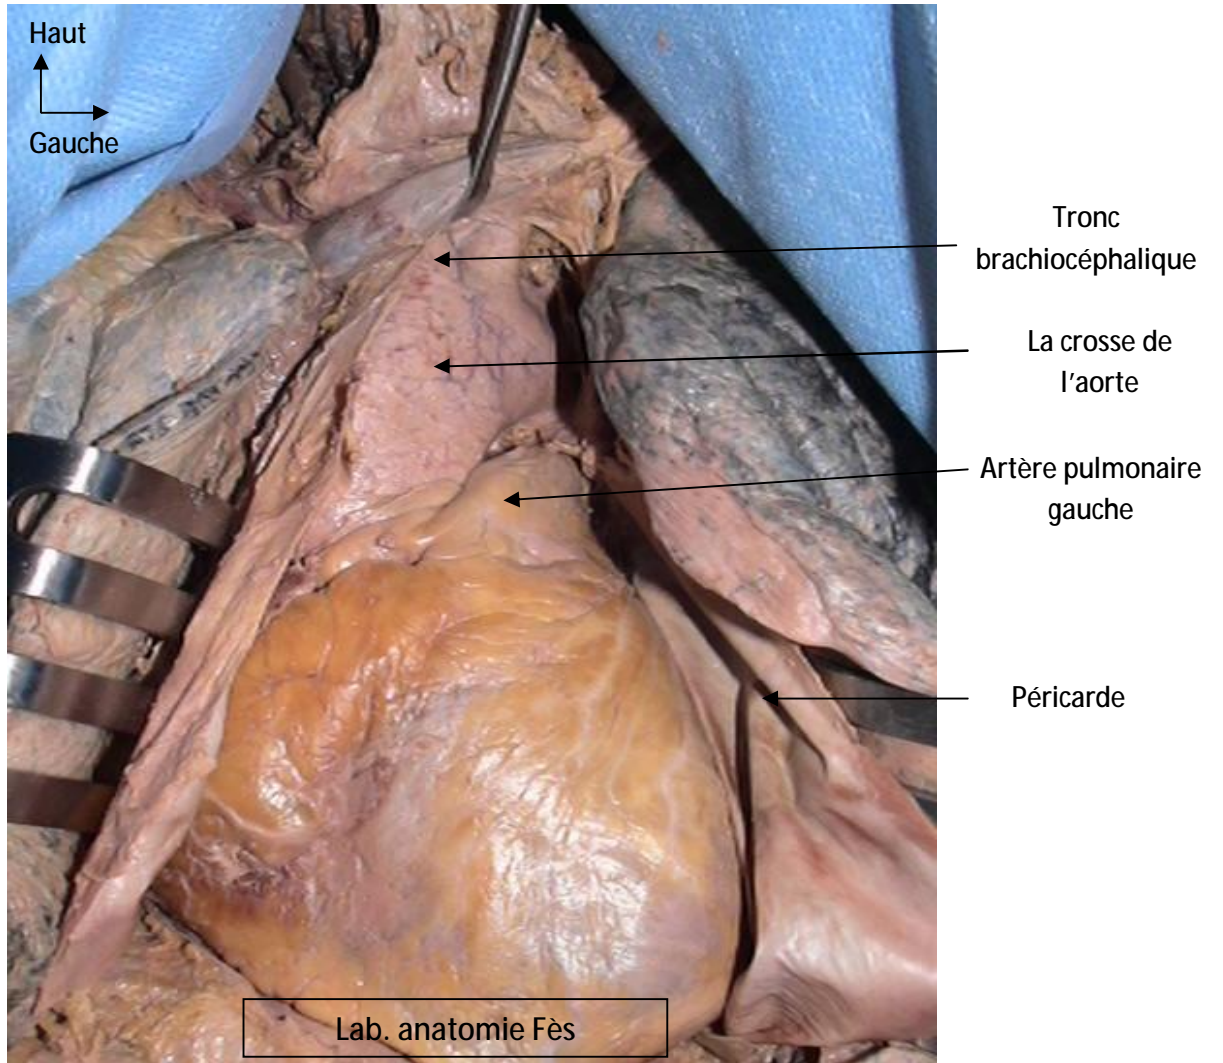 Haut
Gauche
Tronc
brachiocéphalique
La crosse de
l'aorte
Artère pulmonaire
gauche
Péricarde
Lab. anatomie Fès